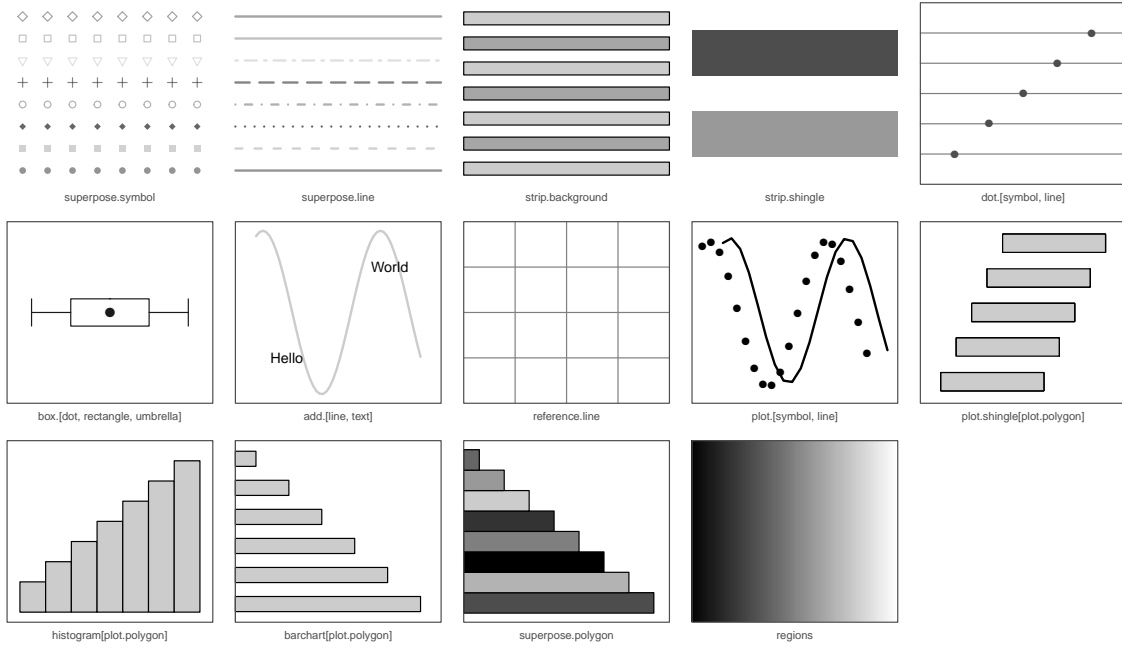 superpose.symbol
superpose.line
strip.background
strip.shingle
dot.[symbol, line]
World
Hello
box.[dot, rectangle, umbrella]
add.[line, text]
reference.line
plot.[symbol, line]
plot.shingle[plot.polygon]
histogram[plot.polygon]
barchart[plot.polygon]
superpose.polygon
regions